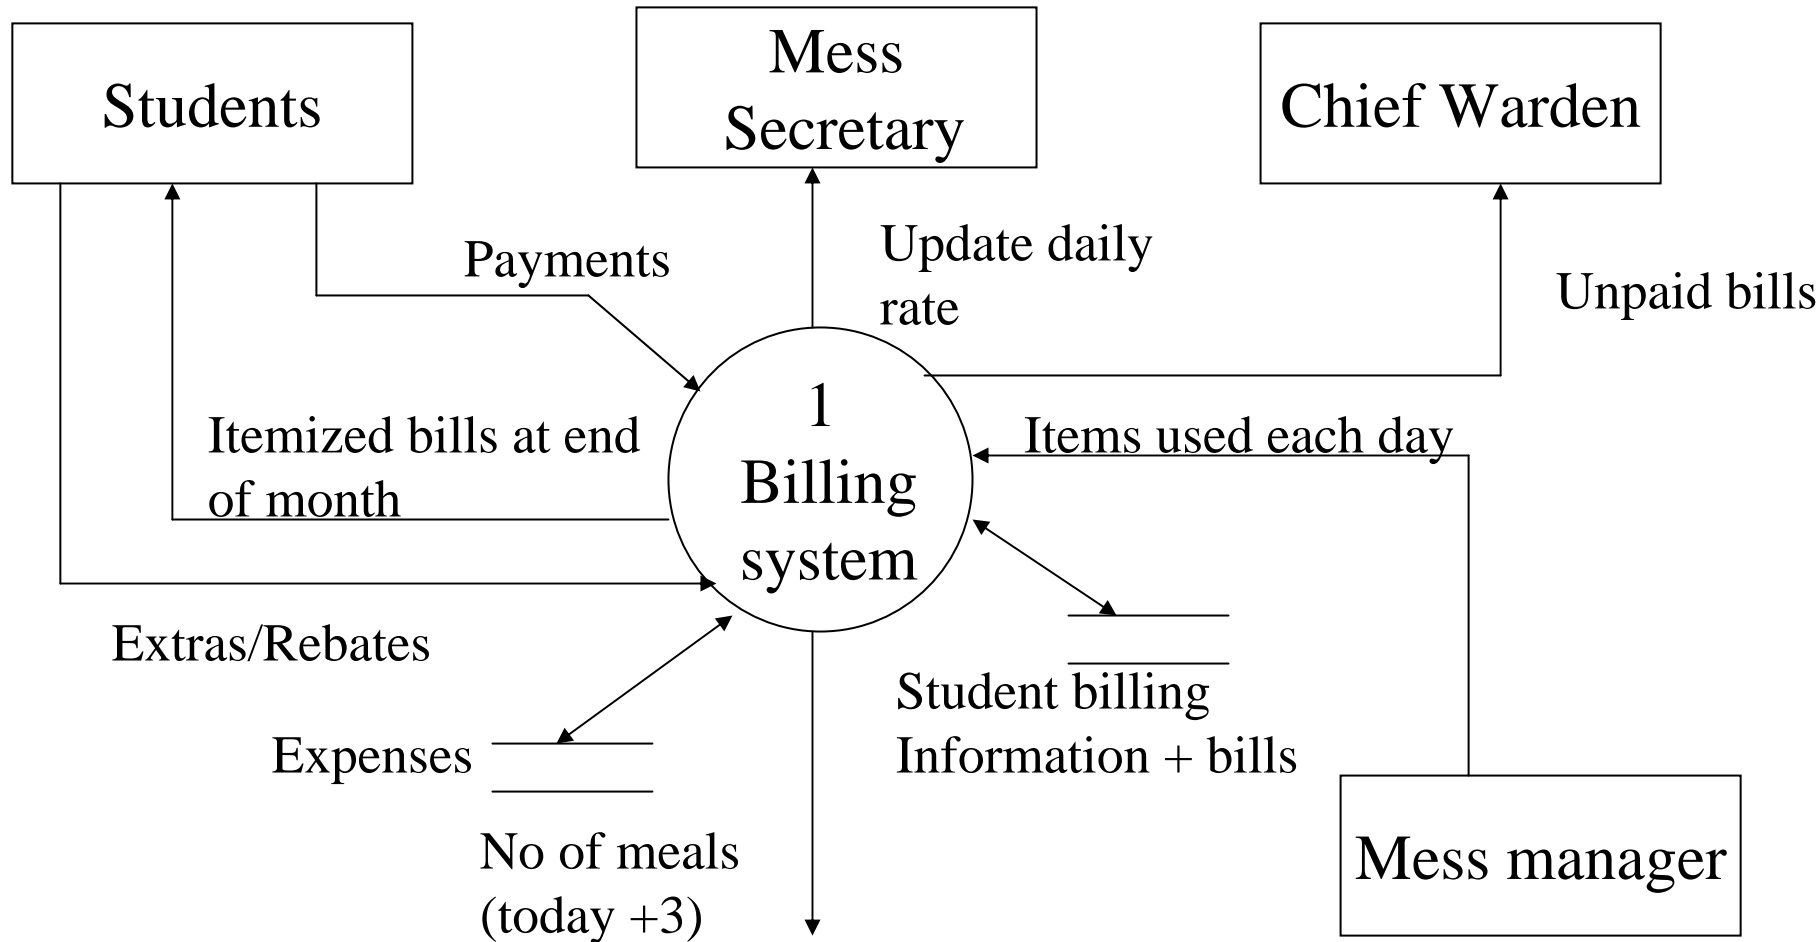 Students
Mess
Secretary
Chief Warden
Payments
Update daily
rate
Unpaid bills
1
Billing
system
Itemized bills at end
of month
Items used each day
Extras/Rebates
Student billing
Information + bills
Expenses
No of meals
(today +3)
Mess manager